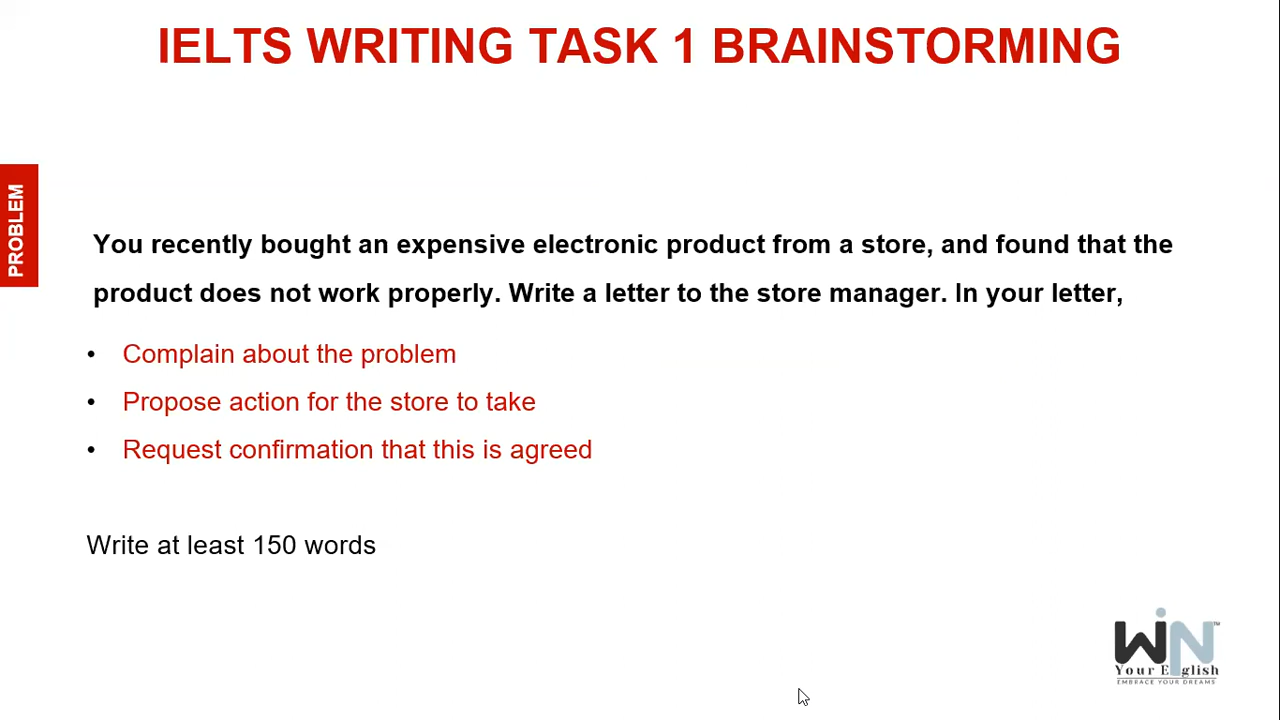 IELTS WRITING TASK 1 BRAINSTORMING
PROBLEM
You recently bought an expensive electronic product from a store, and found that the
product does not work properly. Write a letter to the store manager. In your letter,
• Complain about the problem
• Propose action for the store to take
• Request confirmation that this is agreed
Write at least 150 words
WiN™
Your English
EMBRACE YOUR DREAMS